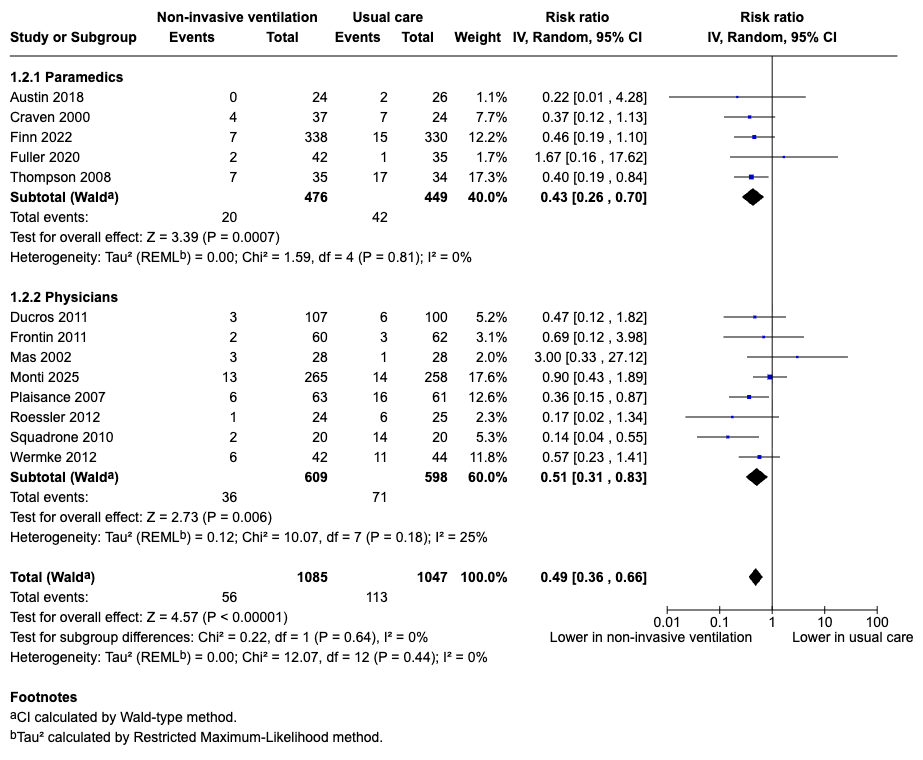 Non-invasive ventilation Usual care Risk ratio Risk ratio
Study or Subgroup Events Total Events Total Weight IV, Random, 95% CI IV, Random, 95% CI
1.2.1 Paramedics
Austin 2018 0 24 2 26 1.1% 0.22 [0.01 , 4.28]
Craven 2000 4 37 7 24 7.7% 0.37 [0.12 , 1.13]
Finn 2022 7 338 15 330 12.2% 0.46 [0.19 , 1.10]
Fuller 2020 2 42 1 35 1.7% 1.67 [0.16 , 17.62]
Thompson 2008 7 35 17 34 17.3% 0.40 [0.19 , 0.84]
Subtotal (Waldᵃ) 476 449 40.0% 0.43 [0.26 , 0.70]
Total events: 20 42
Test for overall effect: Z = 3.39 (P = 0.0007)
Heterogeneity: Tau² (REMLᵇ) = 0.00; Chi² = 1.59, df = 4 (P = 0.81); I² = 0%
1.2.2 Physicians
Ducros 2011 3 107 6 100 5.2% 0.47 [0.12 , 1.82]
Frontin 2011 2 60 3 62 3.1% 0.69 [0.12 , 3.98]
Mas 2002 3 28 1 28 2.0% 3.00 [0.33 , 27.12]
Monti 2025 13 265 14 258 17.6% 0.90 [0.43 , 1.89]
Plaisance 2007 6 63 16 61 12.6% 0.36 [0.15 , 0.87]
Roessler 2012 1 24 6 25 2.3% 0.17 [0.02 , 1.34]
Squadrone 2010 2 20 14 20 5.3% 0.14 [0.04 , 0.55]
Wermke 2012 6 42 11 44 11.8% 0.57 [0.23 , 1.41]
Subtotal (Waldᵃ) 609 598 60.0% 0.51 [0.31 , 0.83]
Total events: 36 71
Test for overall effect: Z = 2.73 (P = 0.006)
Heterogeneity: Tau² (REMLᵇ) = 0.12; Chi² = 10.07, df = 7 (P = 0.18); I² = 25%
Total (Waldᵃ) 1085 1047 100.0% 0.49 [0.36 , 0.66]
Total events: 56 113
Test for overall effect: Z = 4.57 (P < 0.00001)
0.01 0.1 1 10 100
Test for subgroup differences: Chi² = 0.22, df = 1 (P = 0.64), I² = 0%
Lower in non-invasive ventilation Lower in usual care
Heterogeneity: Tau² (REMLᵇ) = 0.00; Chi² = 12.07, df = 12 (P = 0.44); I² = 0%
Footnotes
ᵃCI calculated by Wald-type method.
ᵇTau² calculated by Restricted Maximum-Likelihood method.